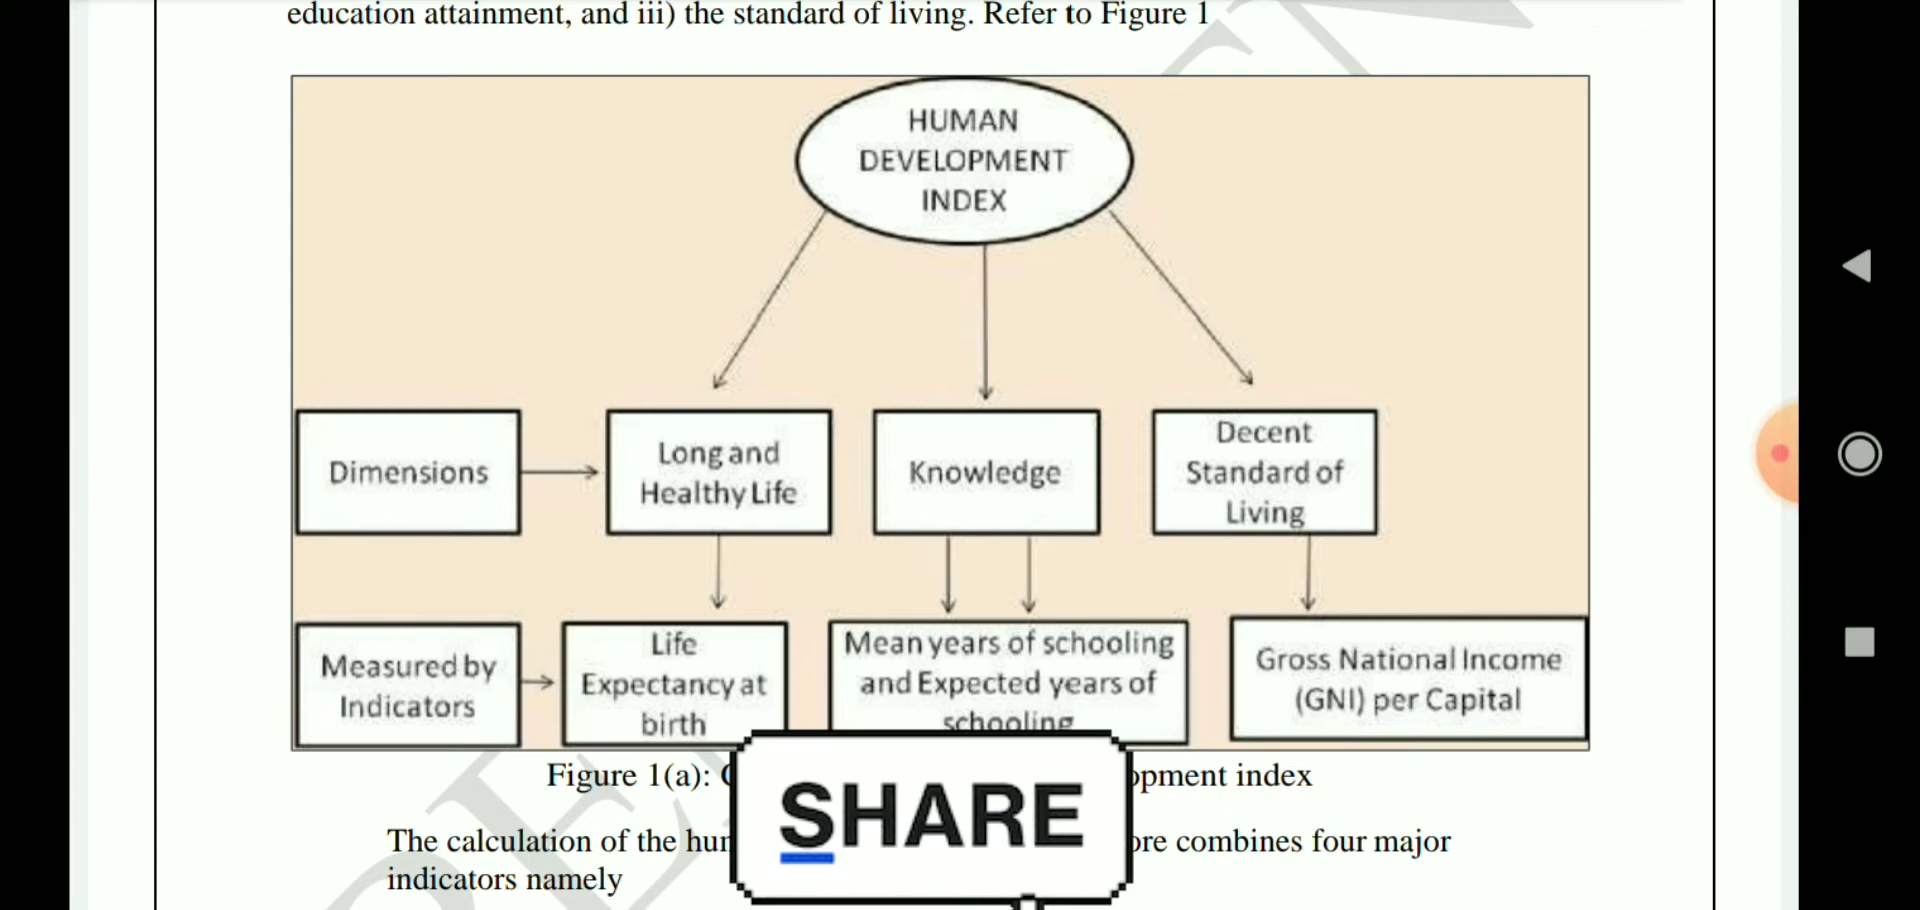 education attainment, and iii) the standard of living. Refer to Figure 1
HUMAN
DEVELOPMENT
INDEX
Dimensions
Long and
Healthy Life
Knowledge
Decent
Standard of
Living
Measured by
Indicators
Life
Expectancy at
birth
Mean years of schooling
and Expected years of
schooling
Gross National Income
(GNI) per Capital
Figure 1(a): opment index
The calculation of the combines four major
indicators namely
SHARE